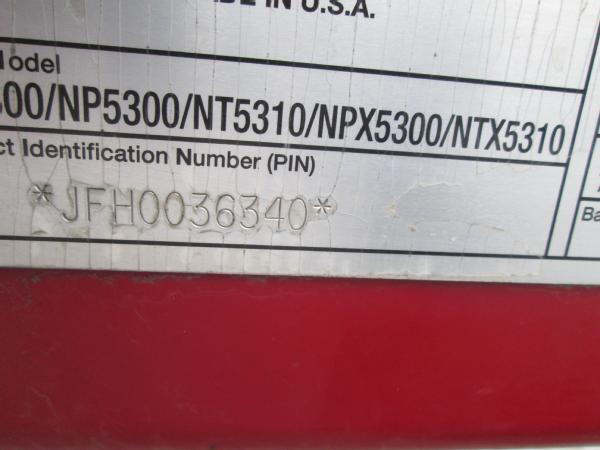 IN U.S.A.
Model
00/NP5300/NT5310/NPX5300/NTX5310
ct Identification Number (PIN)
*JFH0036340*
Ba